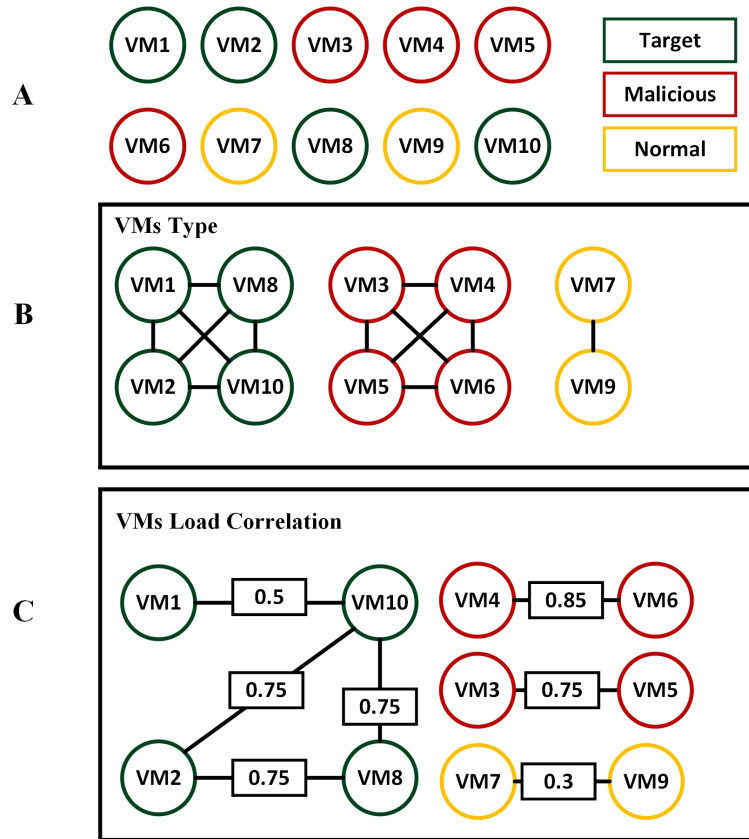 VM1 VM2 VM3 VM4 VM5 Target
A Malicious
VM6 VM7 VM8 VM9 VM10 Normal
VMs Type
VM1 VM8 VM3 VM4 VM7
B
VM2 VM10 VM5 VM6 VM9
VMs Load Correlation
VM1 0.5 VM10 VM4 0.85 VM6
C
0.75 0.75 VM3 0.75 VM5
VM2 0.75 VM8 VM7 0.3 VM9